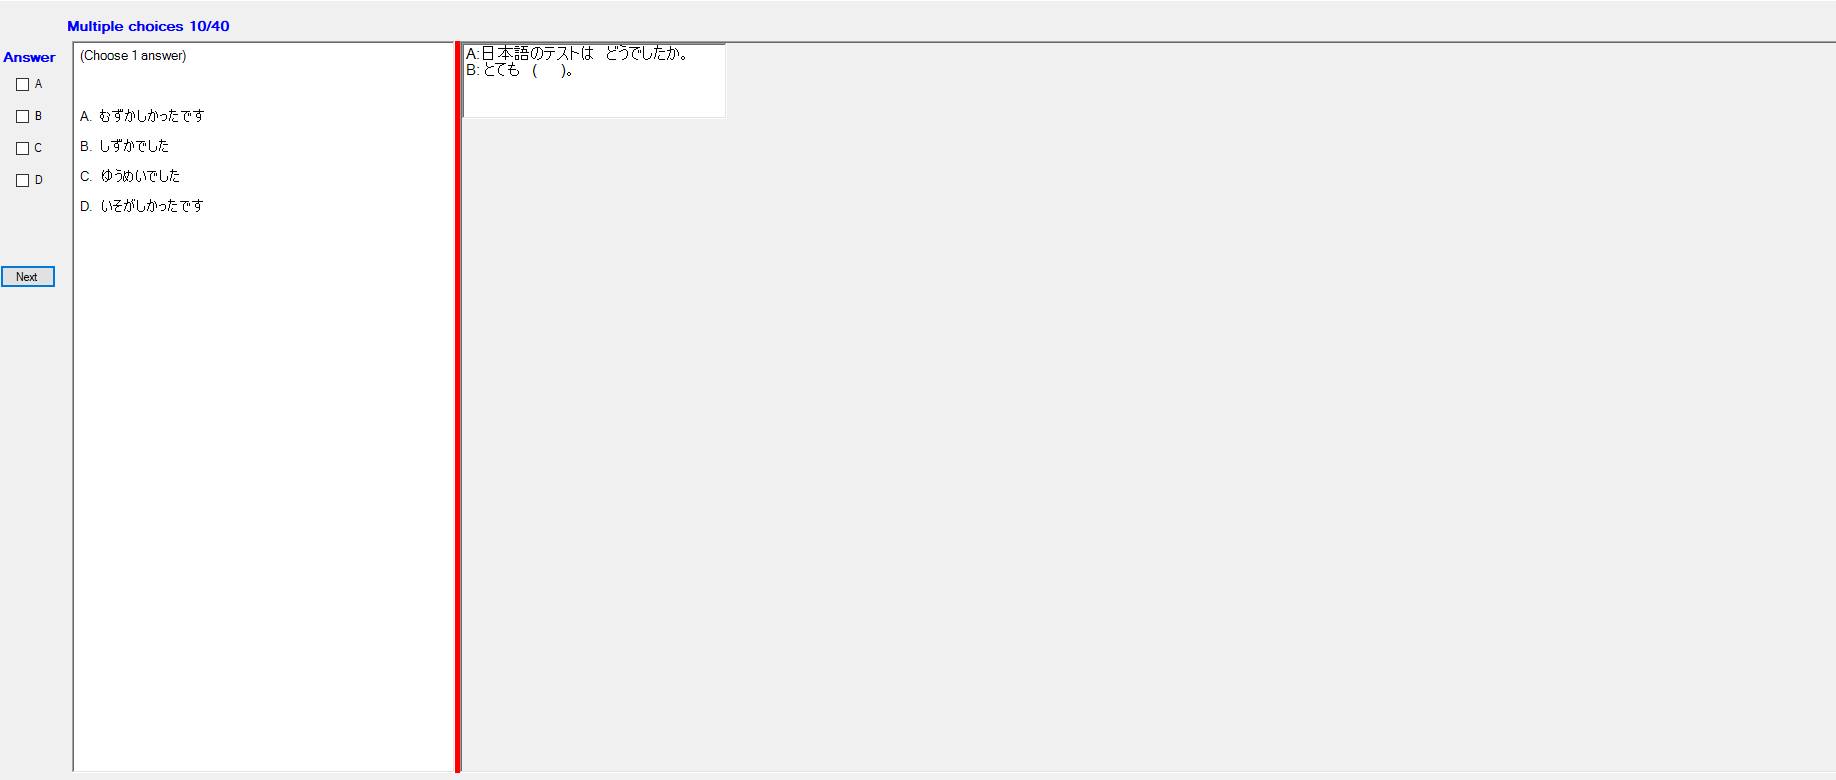 Multiple choices 10/40
Answer
A
B
C
D
Next
(Choose 1 answer)
A. むずかしかったです
B. しずかでした
C. ゆうめいでした
D. いそがしかったです
A:日本語のテストは　どうでしたか。
B: とても　(　　)。